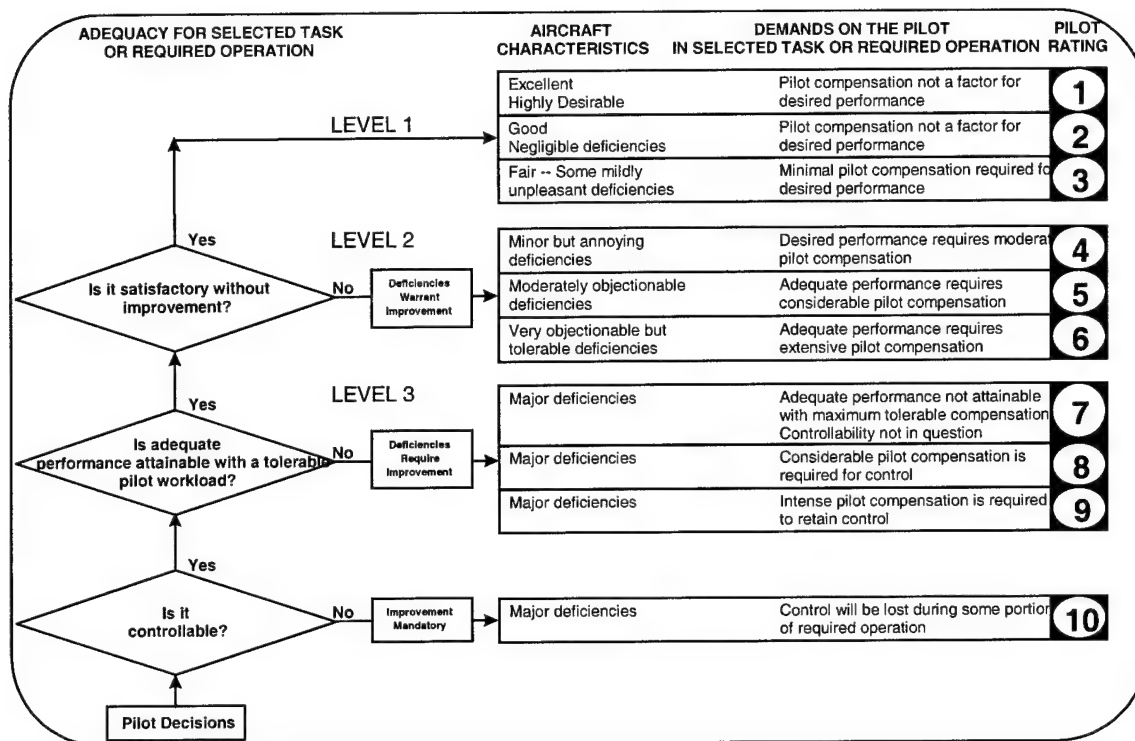 ADEQUACY FOR SELECTED TASK
OR REQUIRED OPERATION
AIRCRAFT
CHARACTERISTICS
DEMANDS ON THE PILOT
IN SELECTED TASK OR REQUIRED OPERATION
PILOT
RATING
LEVEL 1
Excellent
Highly Desirable
Pilot compensation not a factor for
desired performance
1
Good
Negligible deficiencies
Pilot compensation not a factor for
desired performance
2
Fair -- Some mildly
unpleasant deficiencies
Minimal pilot compensation required fo
desired performance
3
Yes
LEVEL 2
Is it satisfactory without
improvement?
No
Deficiencies
Warrant
Improvement
Minor but annoying
deficiencies
Desired performance requires moderat
pilot compensation
4
Moderately objectionable
deficiencies
Adequate performance requires
considerable pilot compensation
5
Very objectionable but
tolerable deficiencies
Adequate performance requires
extensive pilot compensation
6
Yes
LEVEL 3
Is adequate
performance attainable with a tolerable
pilot workload?
No
Deficiencies
Require
Improvement
Major deficiencies
Adequate performance not attainable
with maximum tolerable compensation
Controllability not in question
7
Major deficiencies
Considerable pilot compensation is
required for control
8
Major deficiencies
Intense pilot compensation is required
to retain control
9
Yes
Is it
controllable?
No
Improvement
Mandatory
Major deficiencies
Control will be lost during some portion
of required operation
10
Pilot Decisions